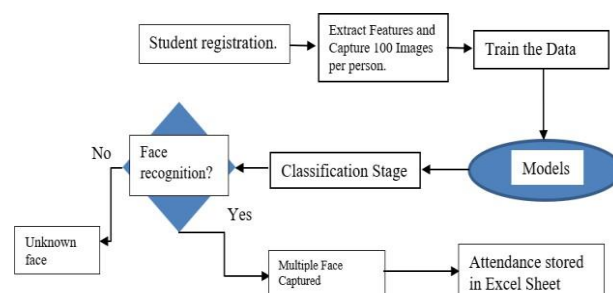 Student registration.
Extract Features and
Capture 100 Images
per person.
Train the Data
Models
Classification Stage
Face
recognition?
No
Yes
Unknown
face
Multiple Face
Captured
Attendance stored
in Excel Sheet